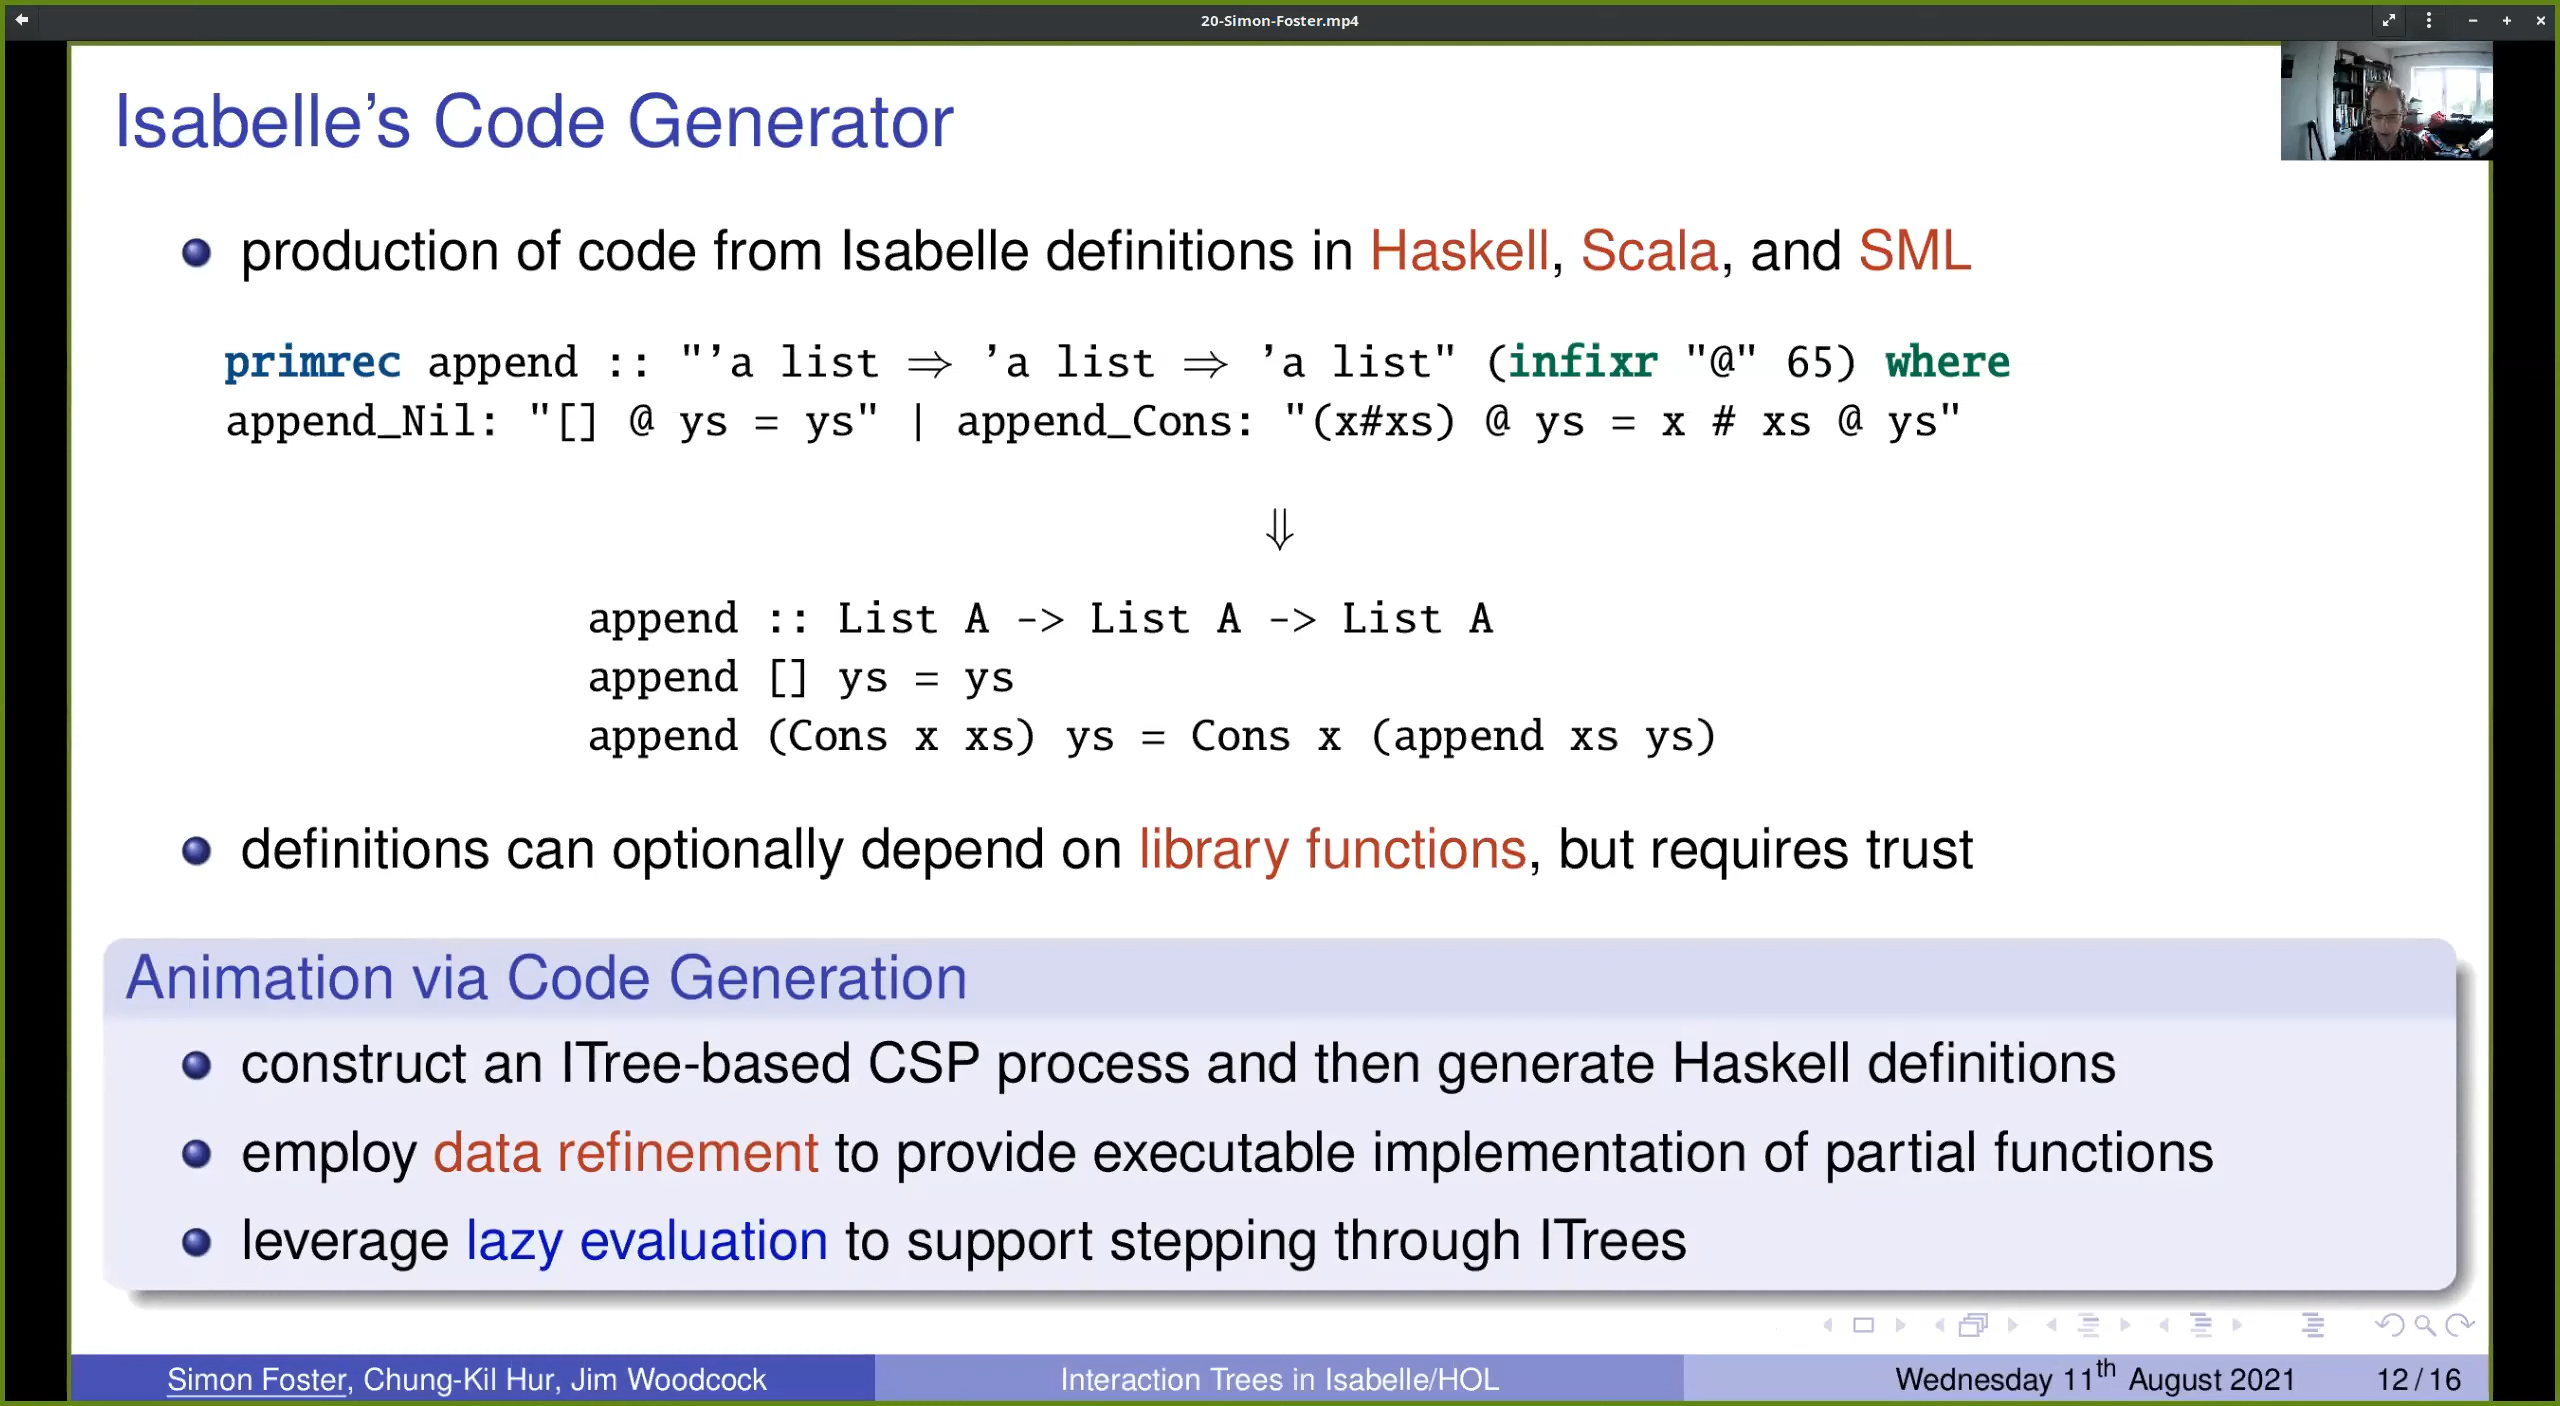 20-Simon-Foster.mp4
Isabelle’s Code Generator
production of code from Isabelle definitions in Haskell, Scala, and SML
primrec append :: "’a list ⇒ ’a list ⇒ ’a list" (infixr "@" 65) where
append_Nil: "[] @ ys = ys" | append_Cons: "(x#xs) @ ys = x # xs @ ys"
⇓
append :: List A -> List A -> List A
append [] ys = ys
append (Cons x xs) ys = Cons x (append xs ys)
definitions can optionally depend on library functions, but requires trust
Animation via Code Generation
construct an ITree-based CSP process and then generate Haskell definitions
employ data refinement to provide executable implementation of partial functions
leverage lazy evaluation to support stepping through ITrees
Simon Foster, Chung-Kil Hur, Jim Woodcock Interaction Trees in Isabelle/HOL Wednesday 11th August 2021 12 / 16